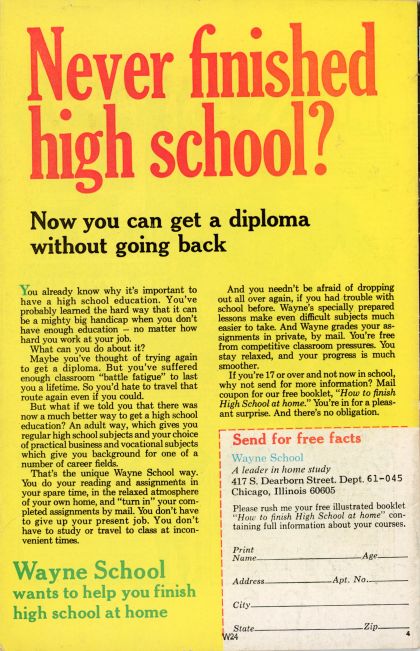 Never finished
high school?
Now you can get a diploma
without going back
You already know why it's important to
have a high school education. You've
probably learned the hard way that it can
be a mighty big handicap when you don't
have enough education — no matter how
hard you work at your job.
What can you do about it?
Maybe you've thought of trying again
to get a diploma. But you've suffered
enough classroom "battle fatigue" to last
you a lifetime. So you'd hate to travel that
route again even if you could.
But what if we told you that there was
now a much better way to get a high school
education? An adult way, which gives you
regular high school subjects and your choice
of practical business and vocational subjects
which give you background for one of a
number of career fields.
That's the unique Wayne School way.
You do your reading and assignments in
your spare time, in the relaxed atmosphere
of your own home, and "turn in" your com-
pleted assignments by mail. You don't have
to give up your present job. You don't have
to study or travel to class at incon-
venient times.
Wayne School
wants to help you finish
high school at home
And you needn't be afraid of dropping
out all over again, if you had trouble with
school before. Wayne's specially prepared
lessons make even difficult subjects much
easier to take. And Wayne grades your as-
signments in private, by mail. You're free
from competitive classroom pressures. You
stay relaxed, and your progress is much
smoother.
If you're 17 or over and not now in school,
why not send for more information? Mail
coupon for our free booklet, "How to finish
High School at home." You're in for a pleas-
ant surprise. And there's no obligation.
Send for free facts
Wayne School
A leader in home study
417 S. Dearborn Street. Dept. 61-045
Chicago, Illinois 60605
Please rush me your free illustrated booklet
"How to finish High School at home" con-
taining full information about your courses.
Print
Name Age
Address Apt. No.
City
State Zip
W24 4